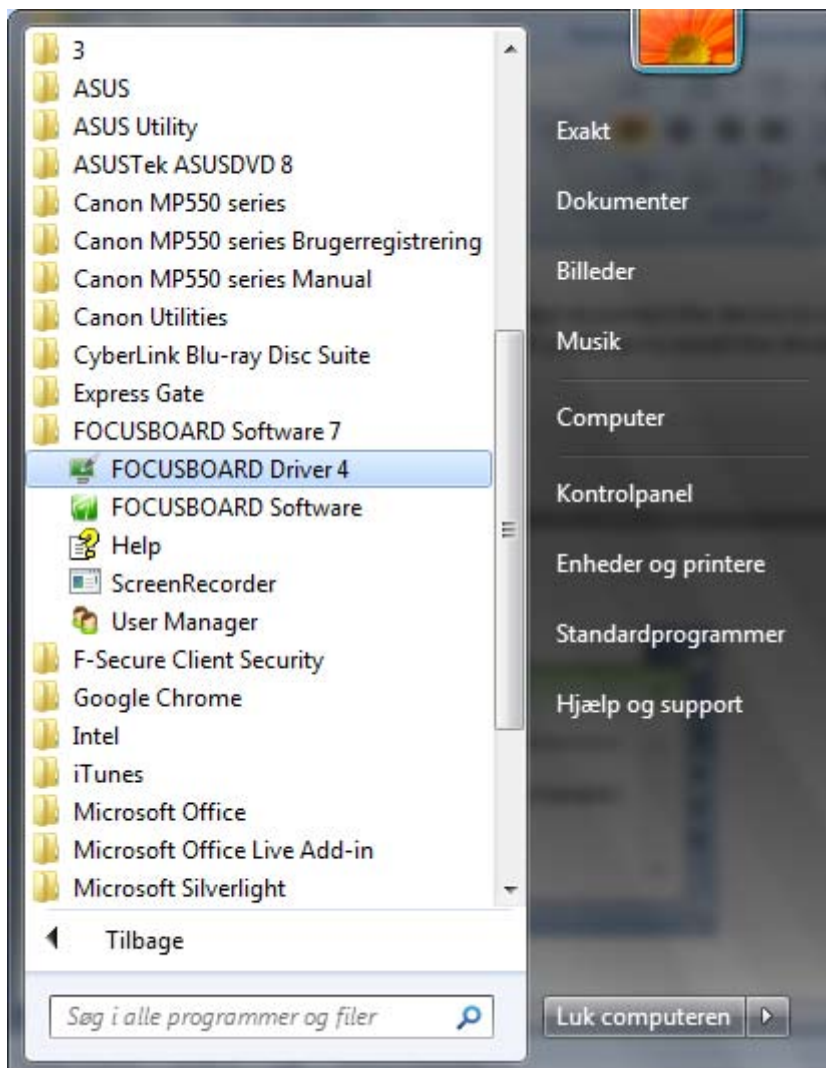 3
ASUS
ASUS Utility
ASUSTek ASUSDVD 8
Canon MP550 series
Canon MP550 series Brugerregistrering
Canon MP550 series Manual
Canon Utilities
CyberLink Blu-ray Disc Suite
Express Gate
FOCUSBOARD Software 7
FOCUSBOARD Driver 4
FOCUSBOARD Software
Help
ScreenRecorder
User Manager
F-Secure Client Security
Google Chrome
Intel
iTunes
Microsoft Office
Microsoft Office Live Add-in
Microsoft Silverlight
Tilbage
Søg i alle programmer og filer
Exakt
Dokumenter
Billeder
Musik
Computer
Kontrolpanel
Enheder og printere
Standardprogrammer
Hjælp og support
Luk computeren